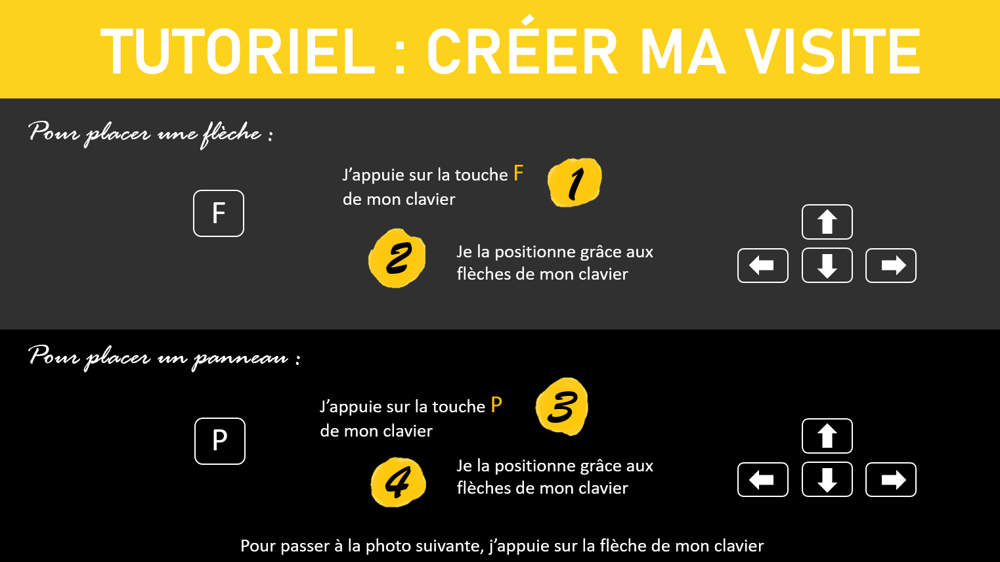 TUTORIEL : CRÉER MA VISITE
Pour placer une flèche :
J’appuie sur la touche F
de mon clavier
1
F
2
Je la positionne grâce aux
flèches de mon clavier
Pour placer un panneau :
J’appuie sur la touche P
de mon clavier
3
P
4
Je la positionne grâce aux
flèches de mon clavier
Pour passer à la photo suivante, j’appuie sur la flèche de mon clavier